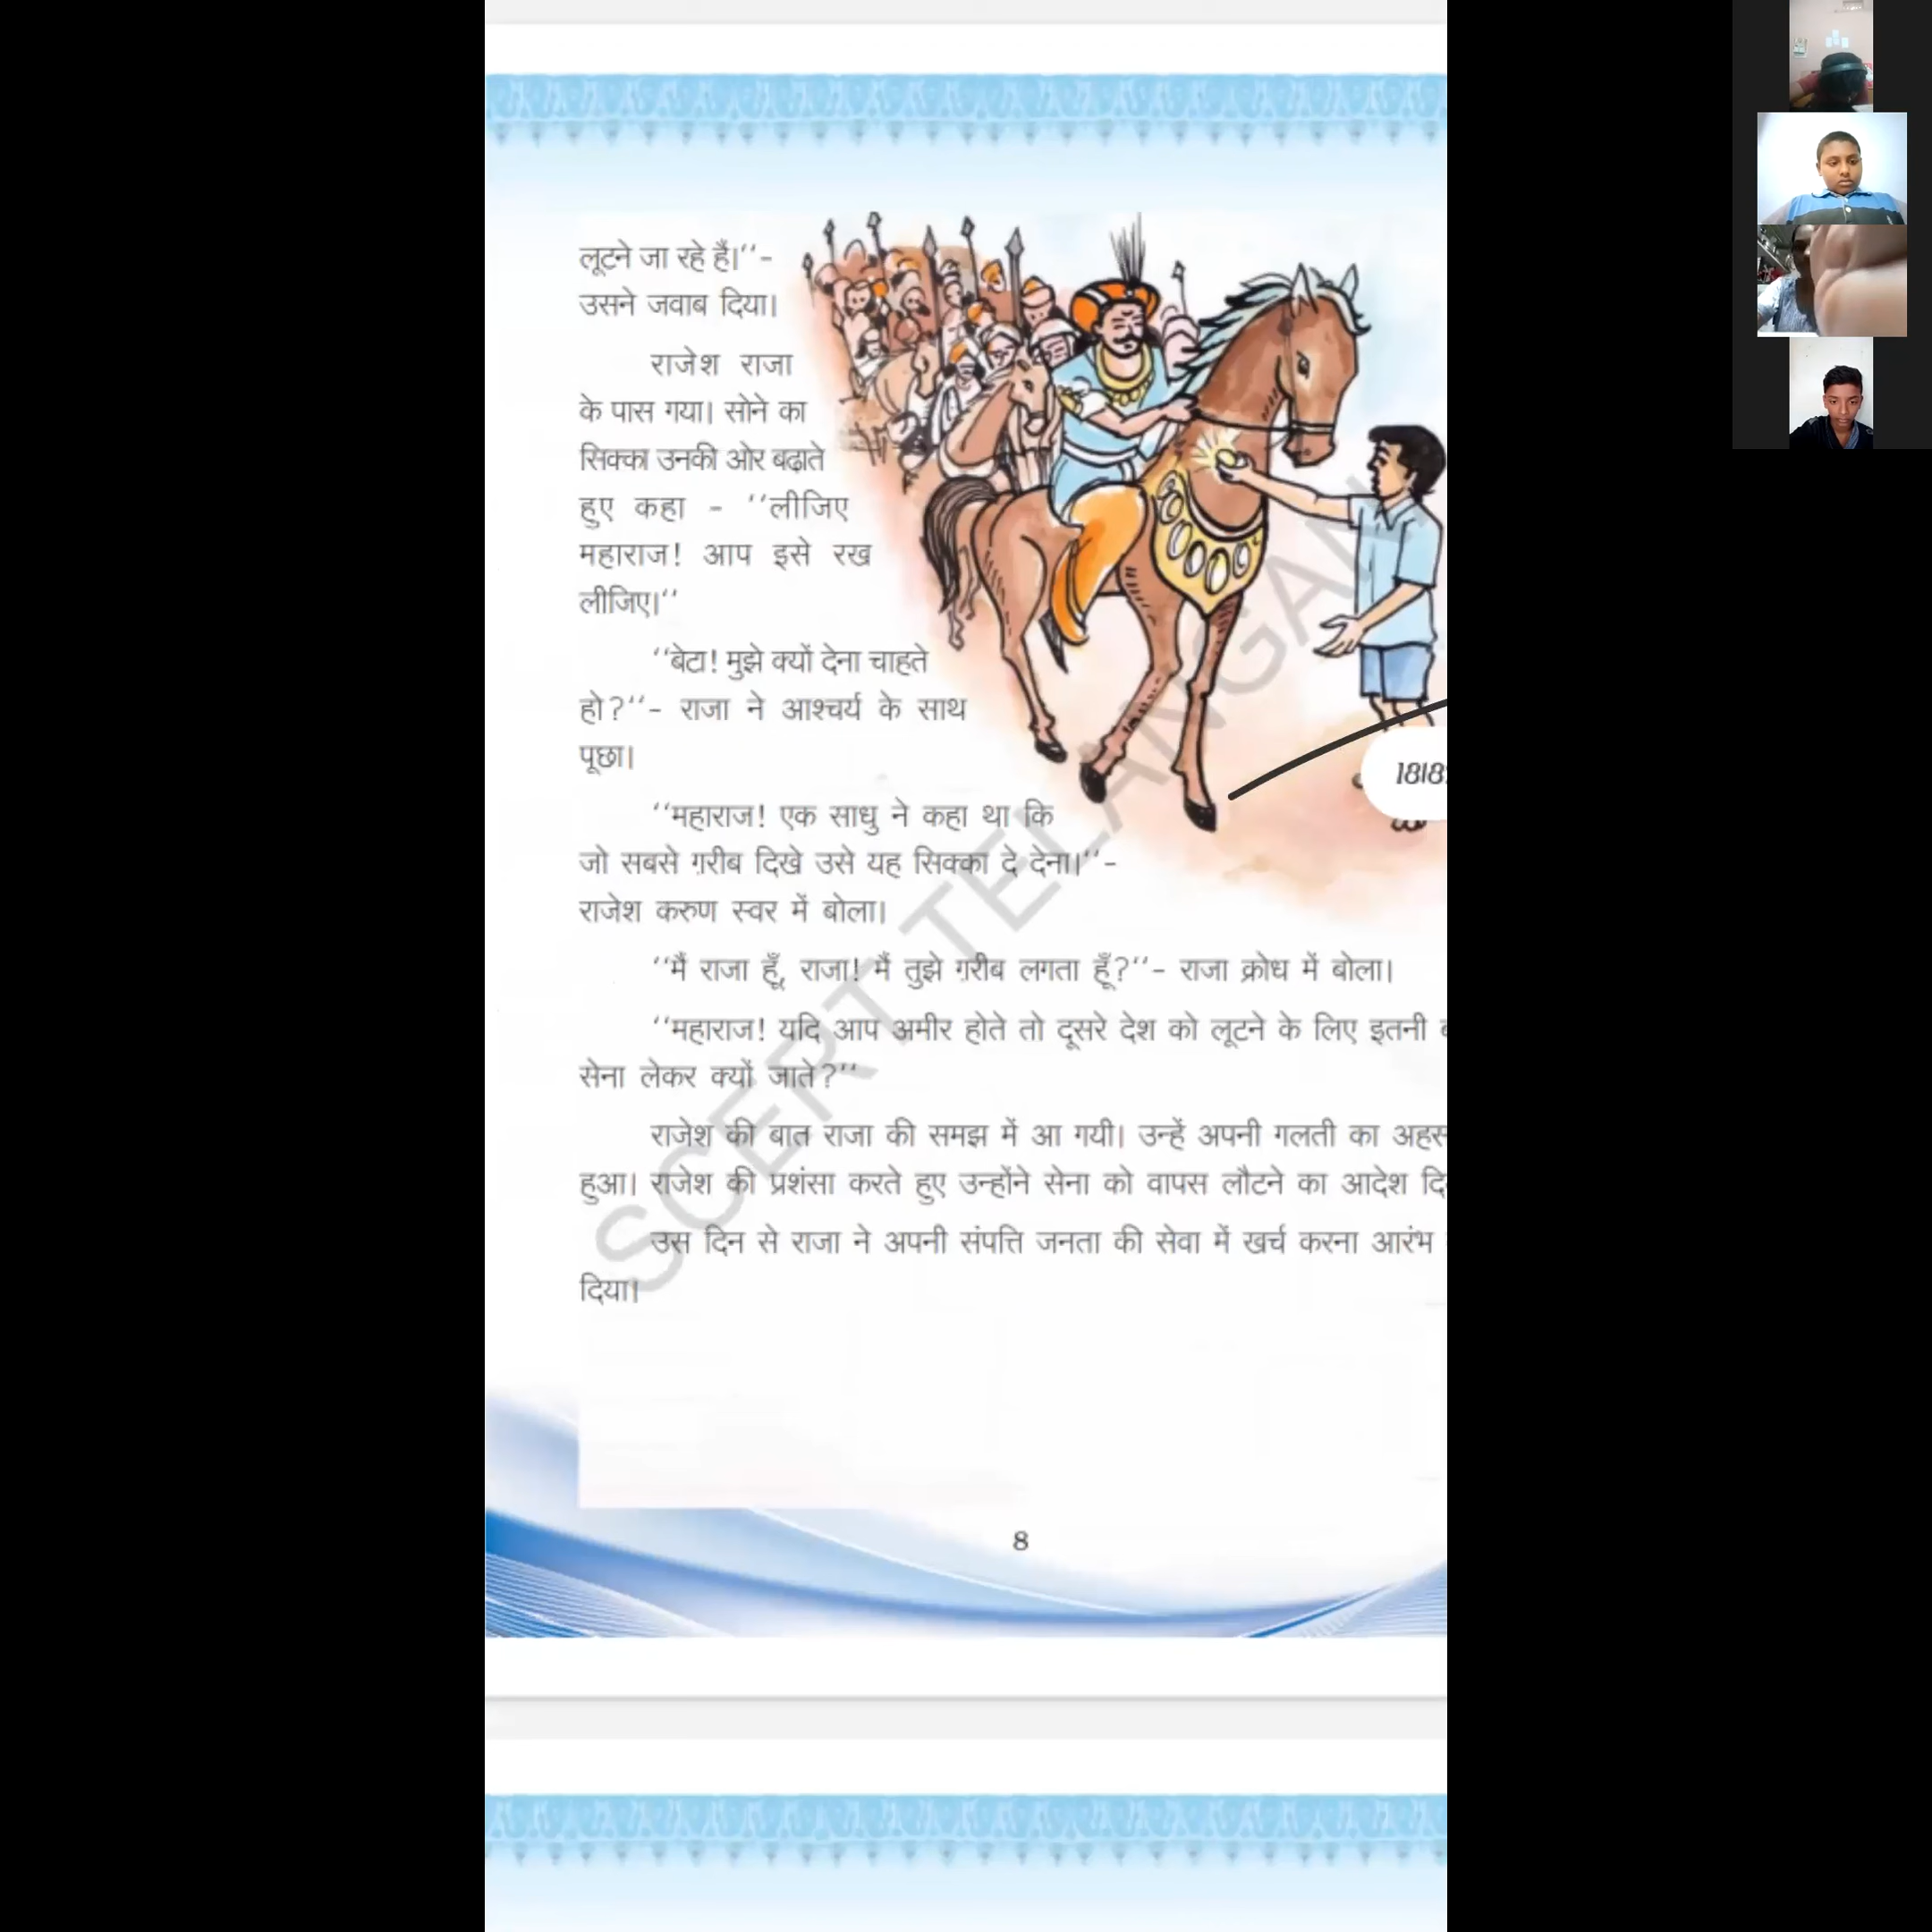 लूटने जा रहे हैं।‘‘-
उसने जवाब दिया।
राजेश राजा
के पास गया। सोने का
सिक्का उनकी ओर बढ़ाते
हुए कहा - ‘‘लीजिए
महाराज! आप इसे रख
लीजिए।‘‘
‘‘बेटा! मुझे क्यों देना चाहते
हो?‘‘- राजा ने आश्चर्य के साथ
पूछा।
‘‘महाराज! एक साधु ने कहा था कि
जो सबसे ग़रीब दिखे उसे यह सिक्का दे देना।‘‘-
राजेश करुण स्वर में बोला।
‘‘मैं राजा हूँ, राजा! मैं तुझे ग़रीब लगता हूँ?‘‘- राजा क्रोध में बोला।
‘‘महाराज! यदि आप अमीर होते तो दूसरे देश को लूटने के लिए इतनी
सेना लेकर क्यों जाते?‘‘
राजेश की बात राजा की समझ में आ गयी। उन्हें अपनी गलती का
हुआ। राजेश की प्रशंसा करते हुए उन्होंने सेना को वापस लौटने का आदेश
उस दिन से राजा ने अपनी संपत्ति जनता की सेवा में खर्च करना आरंभ
दिया।
8